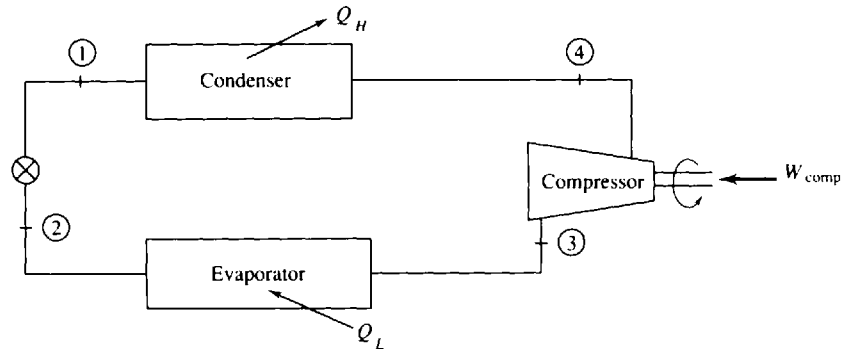 Q_H
1
4
Condenser
Compressor
W_comp
2
3
Evaporator
Q_L